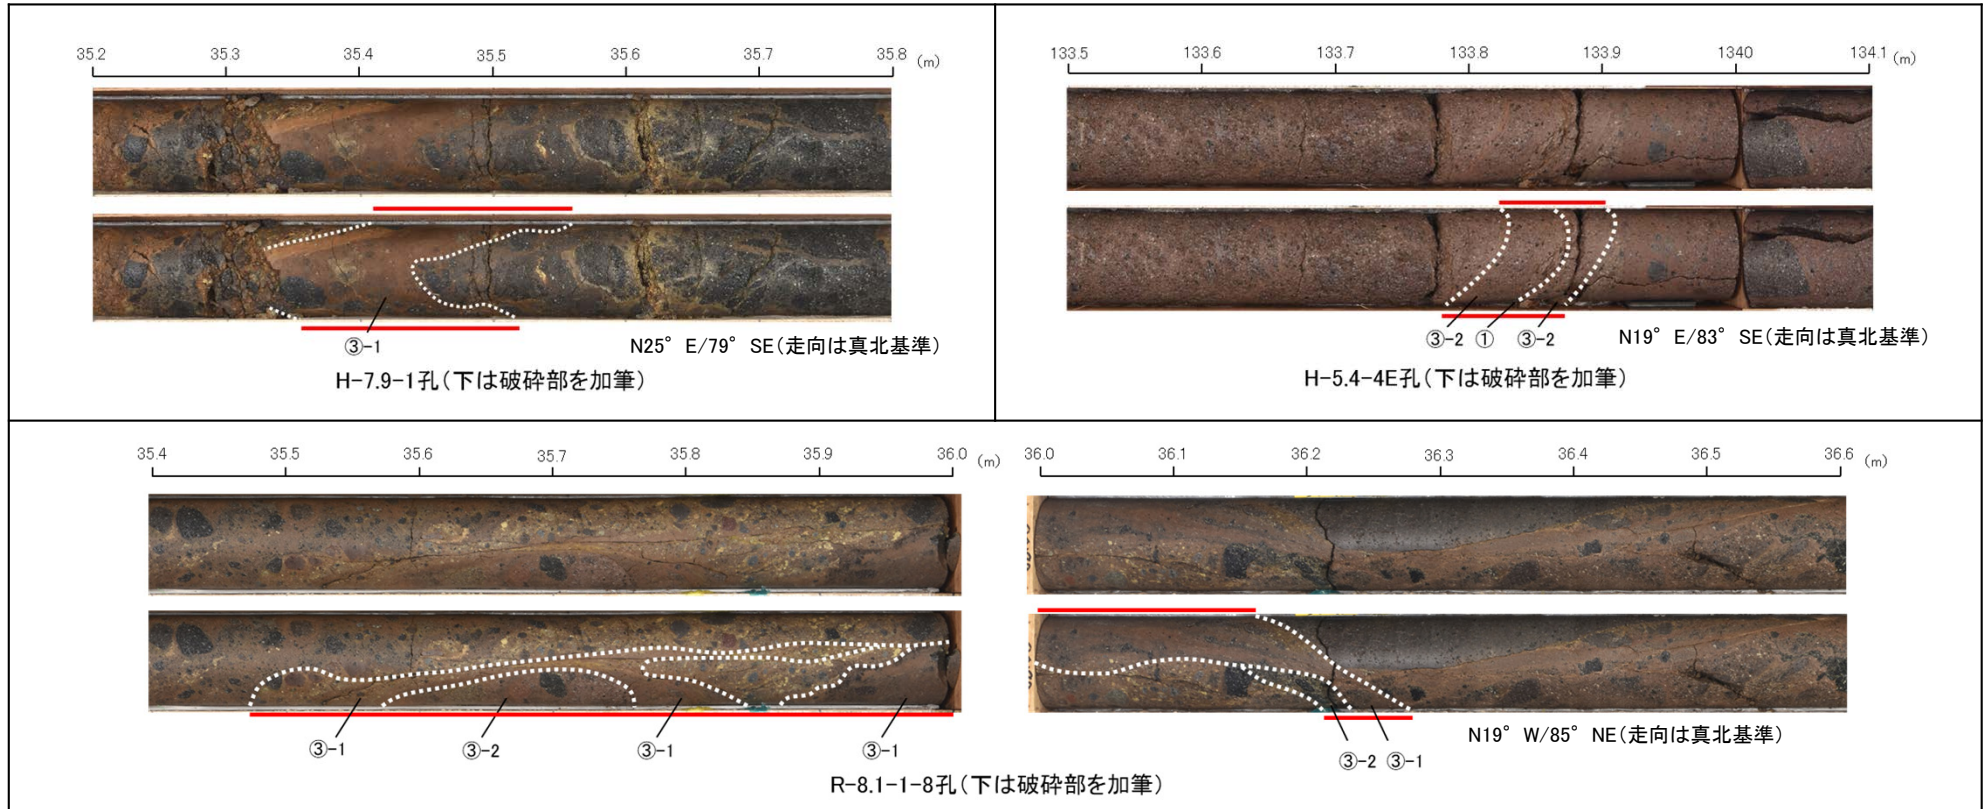 35.2 35.3 35.4 35.5 35.6 35.7 35.8 (m)
③-1
N25°E/79°SE(走向は真北基準)
H-7.9-1孔(下は破砕部を加筆)
133.5 133.6 133.7 133.8 133.9 134.0 134.1 (m)
③-2 ① ③-2
N19°E/83°SE(走向は真北基準)
H-5.4-4E孔(下は破砕部を加筆)
35.4 35.5 35.6 35.7 35.8 35.9 36.0 (m)
36.0 36.1 36.2 36.3 36.4 36.5 36.6 (m)
③-1 ③-2 ③-1 ③-1
③-2 ③-1
N19°W/85°NE(走向は真北基準)
R-8.1-1-8孔(下は破砕部を加筆)